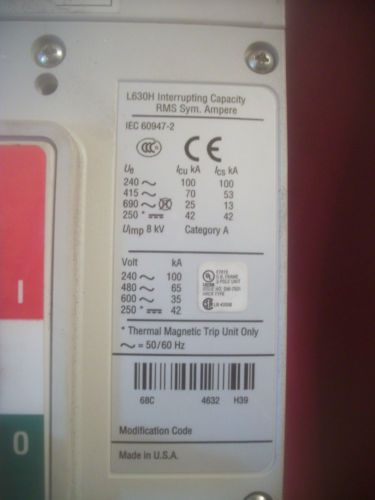 L630H Interrupting Capacity
RMS Sym. Ampere
IEC 60947-2
CCC CE
Ue Icu kA Ics kA
240 ~ 100 100
415 ~ 70 53
690 ~ 25 13
250 * ⎓ 42 42
Uimp 8 kV Category A
Volt kA
240 ~ 100
480 ~ 65
600 ~ 35
250 * ⎓ 42
UL
* Thermal Magnetic Trip Unit Only
~ = 50/60 Hz
68C 4632 H39
Modification Code
Made in U.S.A.
I
O